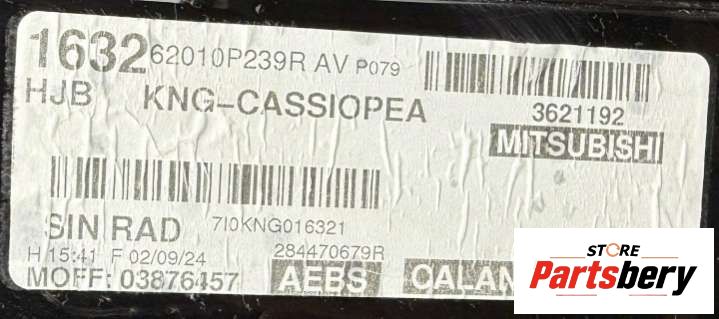 1632 62010P239R AV P079
HJB KNG-CASSIOPEA
3621192
MITSUBISHI
SIN RAD 7I0KNG016321
H 15:41 F 02/09/24 284470679R
MOFF: 03876457 AEBS CALAN
STORE
Partsbery